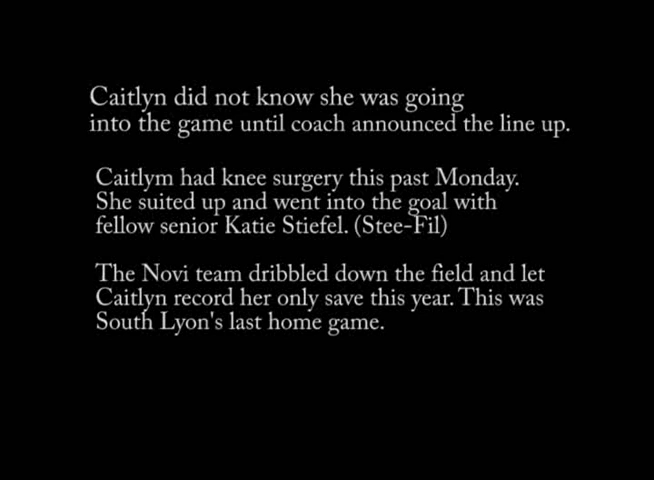 Caitlyn did not know she was going
into the game until coach announced the line up.
Caitlym had knee surgery this past Monday.
She suited up and went into the goal with
fellow senior Katie Stiefel. (Stee-Fil)
The Novi team dribbled down the field and let
Caitlyn record her only save this year. This was
South Lyon's last home game.